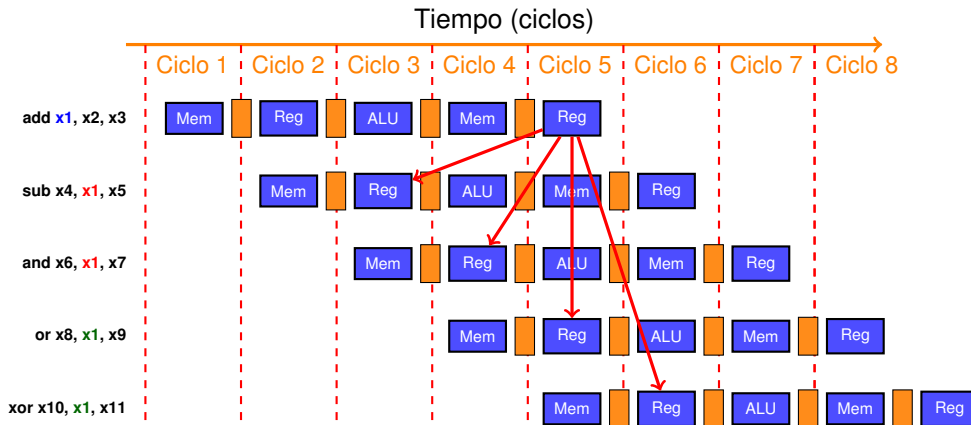 Tiempo (ciclos)
Ciclo 1 Ciclo 2 Ciclo 3 Ciclo 4 Ciclo 5 Ciclo 6 Ciclo 7 Ciclo 8
add x1, x2, x3 Mem Reg ALU Mem Reg
sub x4, x1, x5 Mem Reg ALU Mem Reg
and x6, x1, x7 Mem Reg ALU Mem Reg
or x8, x1, x9 Mem Reg ALU Mem Reg
xor x10, x1, x11 Mem Reg ALU Mem Reg